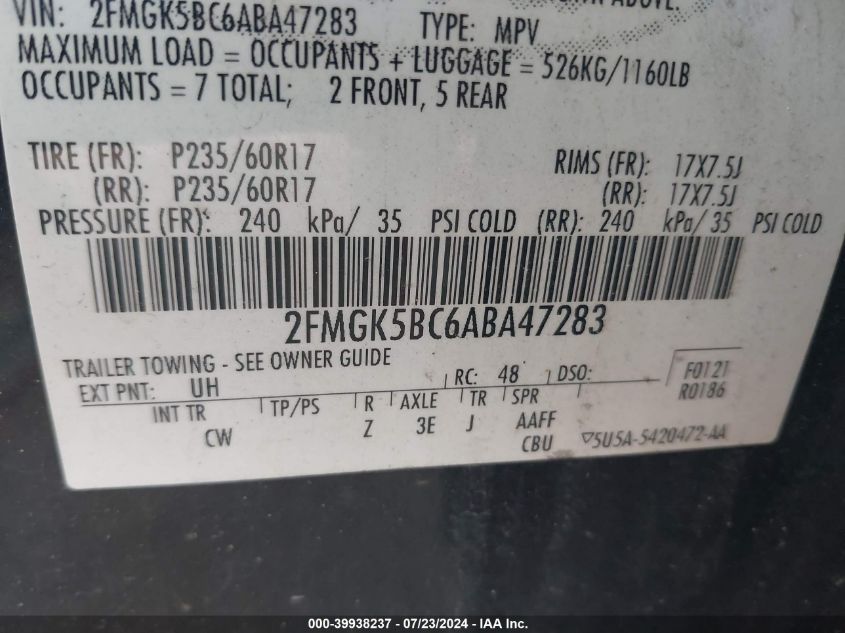 ABOVE.
VIN: 2FMGK5BC6ABA47283 TYPE: MPV
MAXIMUM LOAD = OCCUPANTS + LUGGAGE = 526KG/1160LB
OCCUPANTS = 7 TOTAL; 2 FRONT, 5 REAR
TIRE (FR): P235/60R17 RIMS (FR): 17X7.5J
(RR): P235/60R17 (RR): 17X7.5J
PRESSURE (FR): 240 kPa/ 35 PSI COLD (RR): 240 kPa/ 35 PSI COLD
2FMGK5BC6ABA47283
TRAILER TOWING - SEE OWNER GUIDE
EXT PNT: UH RC: 48 DSO: F0121
R0186
INT TR TP/PS R AXLE TR SPR
CW Z 3E J AAFF
CBU 5U5A-5420472-AA
000-39938237 - 07/23/2024 - IAA Inc.